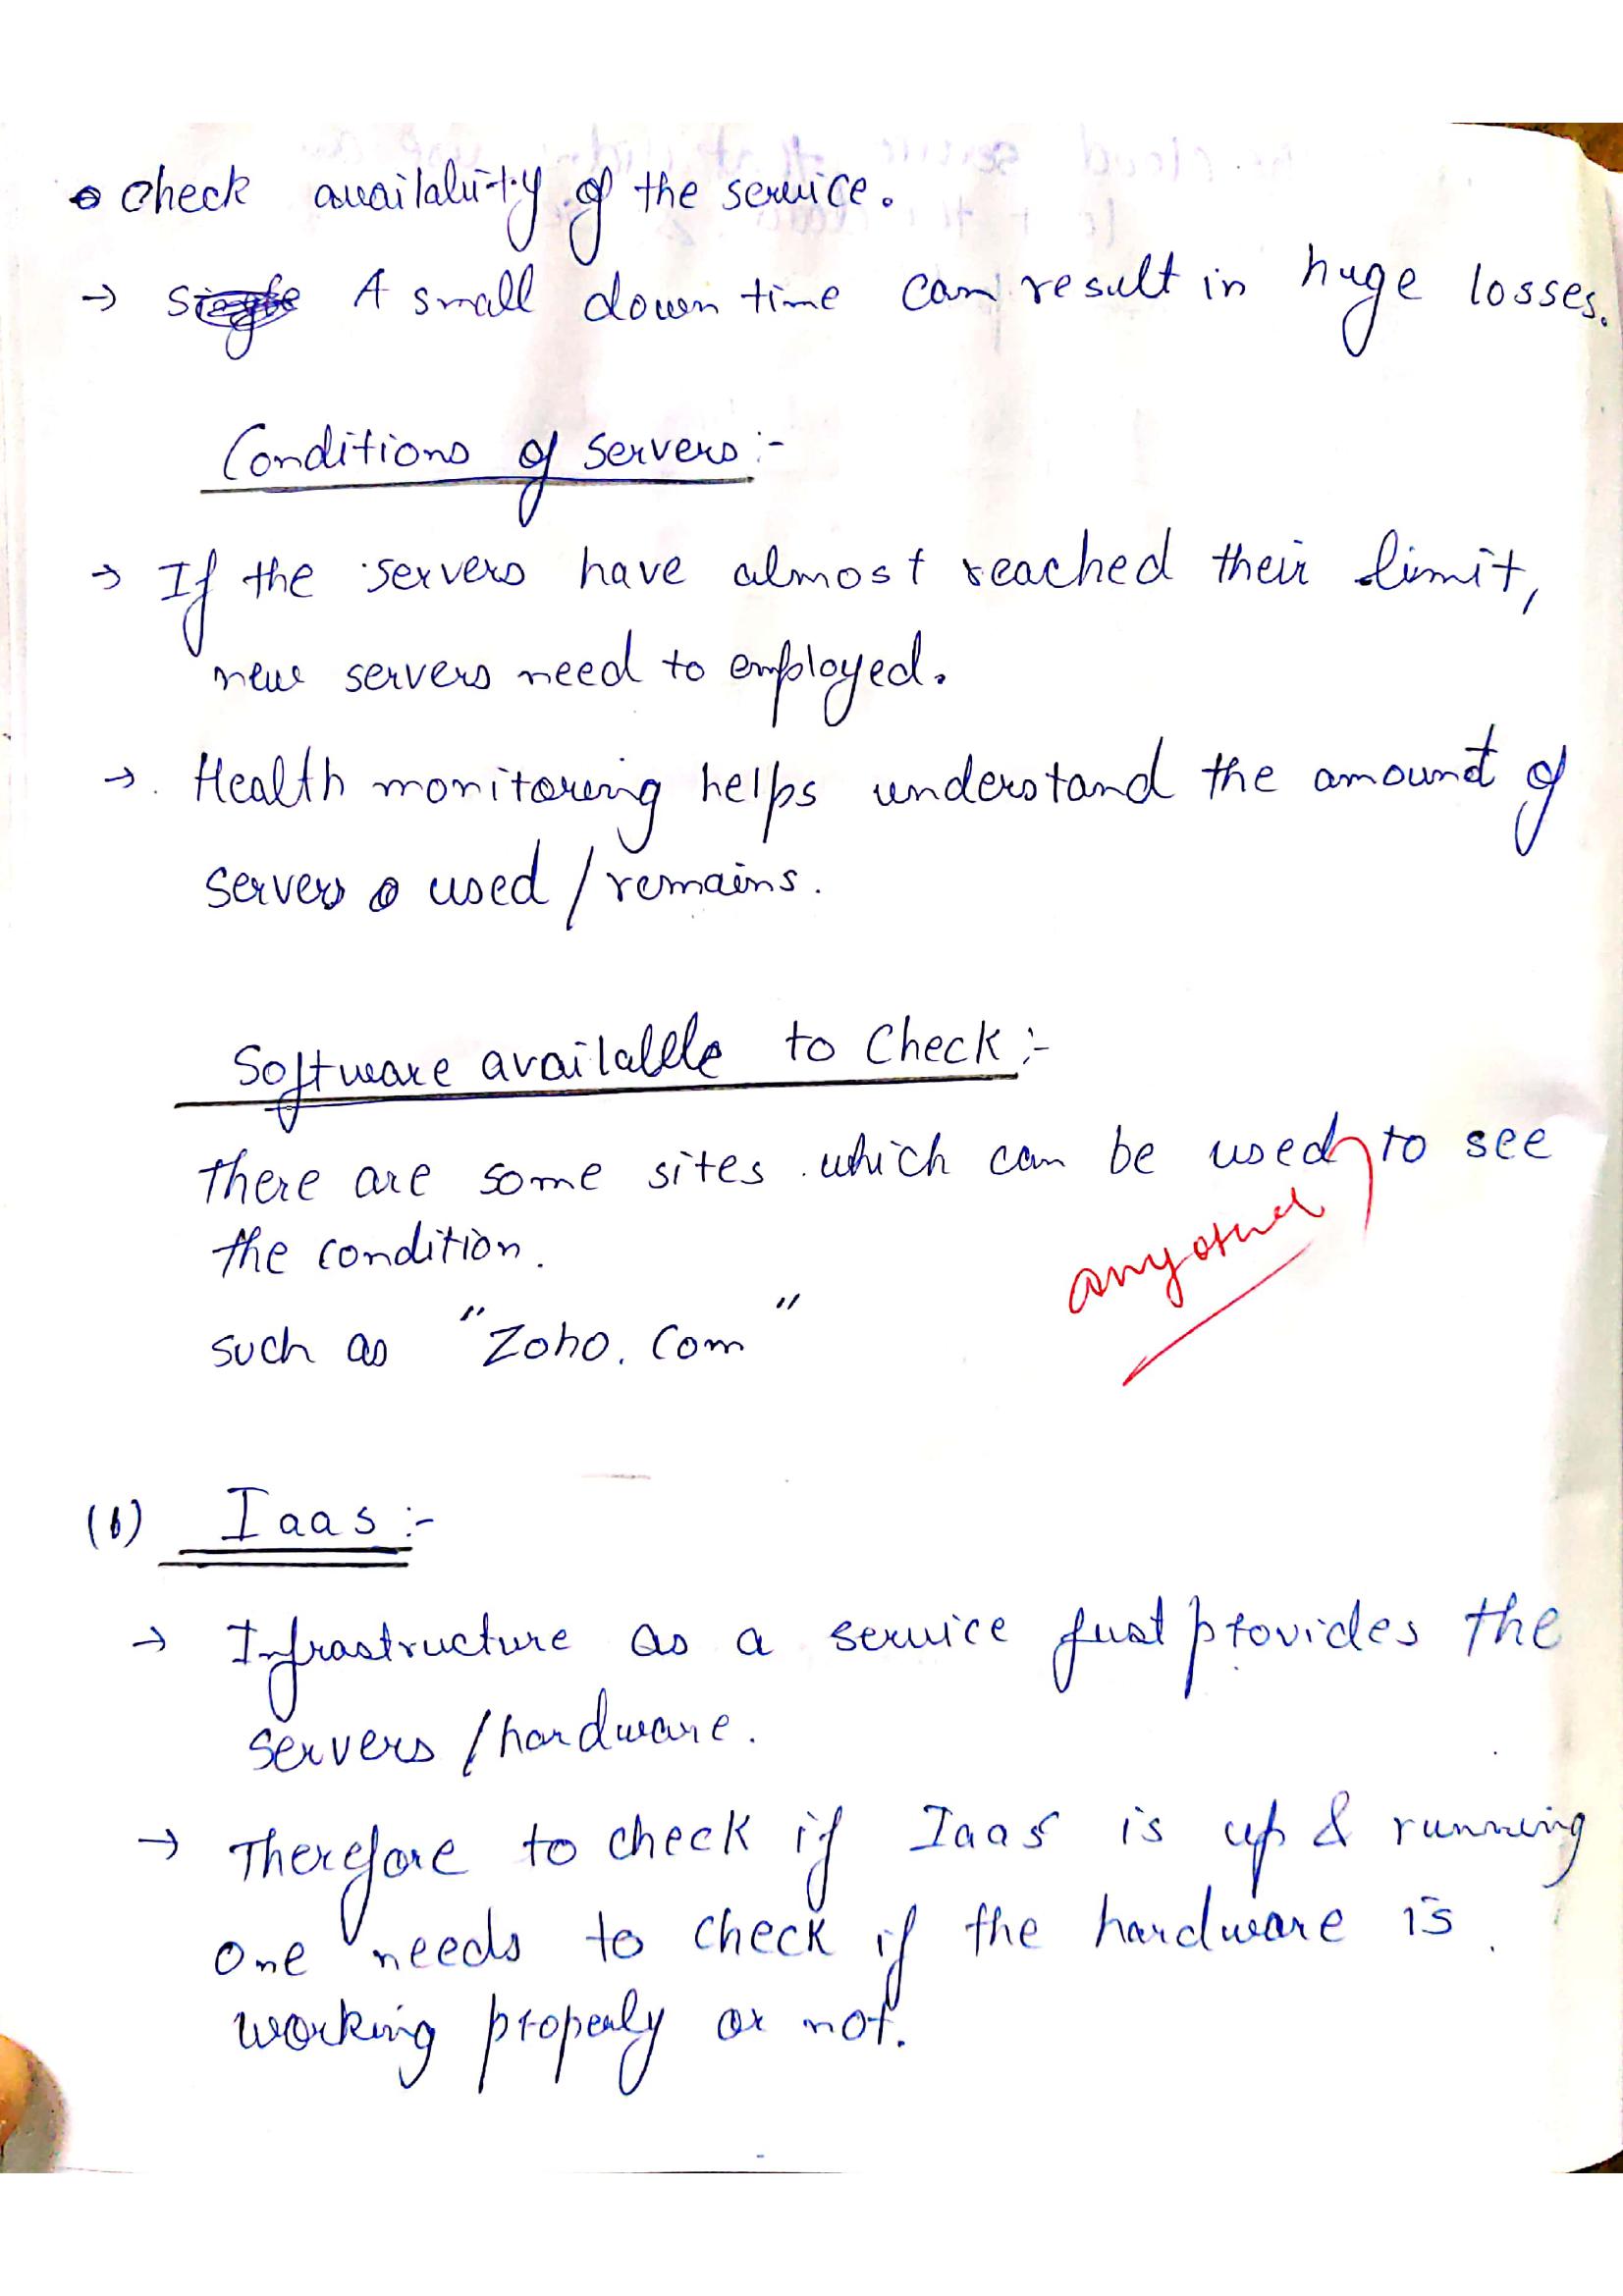 Check availability of the service.
→ A small down time can result in huge losses.
Conditions of servers :-
→ If the servers have almost reached their limit,
new servers need to employed.
→ Health monitoring helps understand the amount of
servers used / remains.
Software available to check :-
There are some sites which can be used to see
the condition.
any other
such as "Zoho.com"
(b) Iaas :-
→ Infrastructure as a service just provides the
servers / hardware.
→ Therefore to check if Iaas is up & running
one needs to check if the hardware is
working properly or not.